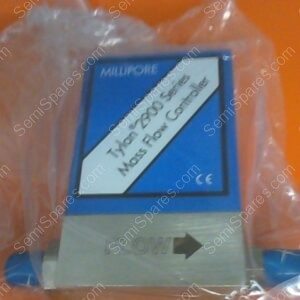 MILLIPORE
Tylan® 2900 Series
Mass Flow Controller
CE
FLOW
SemiSpares.com